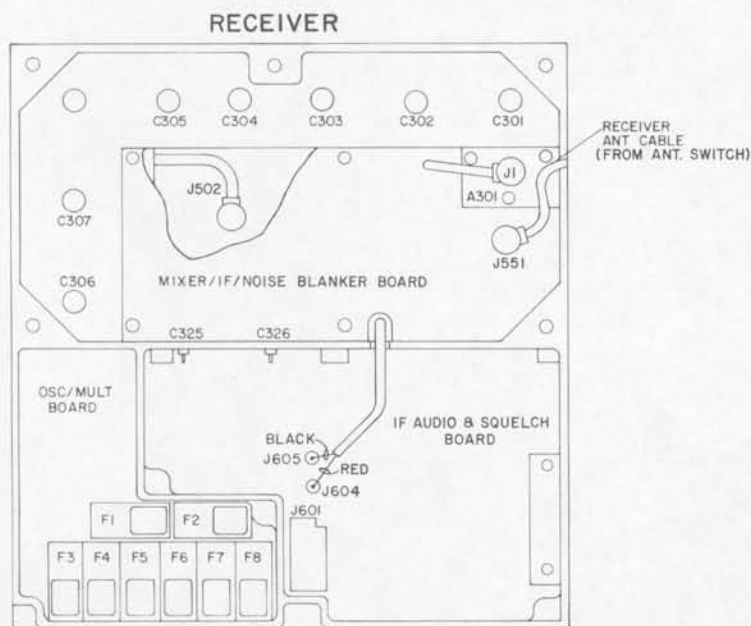 RECEIVER
C305 C304 C303 C302 C301
RECEIVER
ANT CABLE
(FROM ANT. SWITCH)
J502
J1
A301
C307
J551
C306
MIXER/IF/NOISE BLANKER BOARD
C325 C326
OSC/MULT
BOARD
IF AUDIO & SQUELCH
BOARD
BLACK
J605
RED
J604
J601
F1 F2
F3 F4 F5 F6 F7 F8